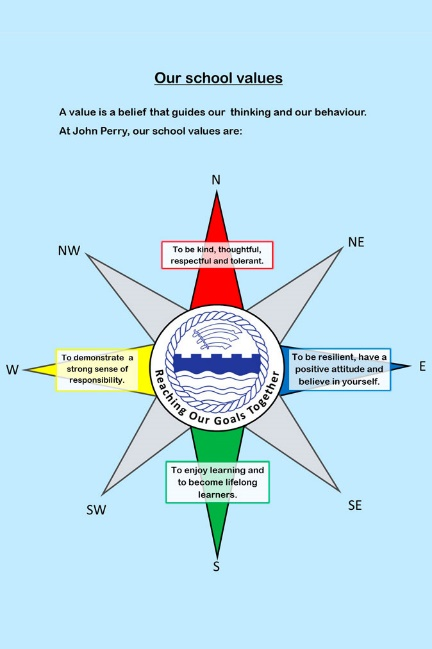 Our school values
A value is a belief that guides our thinking and our behaviour.
At John Perry, our school values are:
N
NW
NE
To be kind, thoughtful,
respectful and tolerant.
W
To demonstrate a
strong sense of
responsibility.
To be resilient, have a
positive attitude and
believe in yourself.
E
Reaching Our Goals Together
To enjoy learning and
to become lifelong
learners.
SW
SE
S